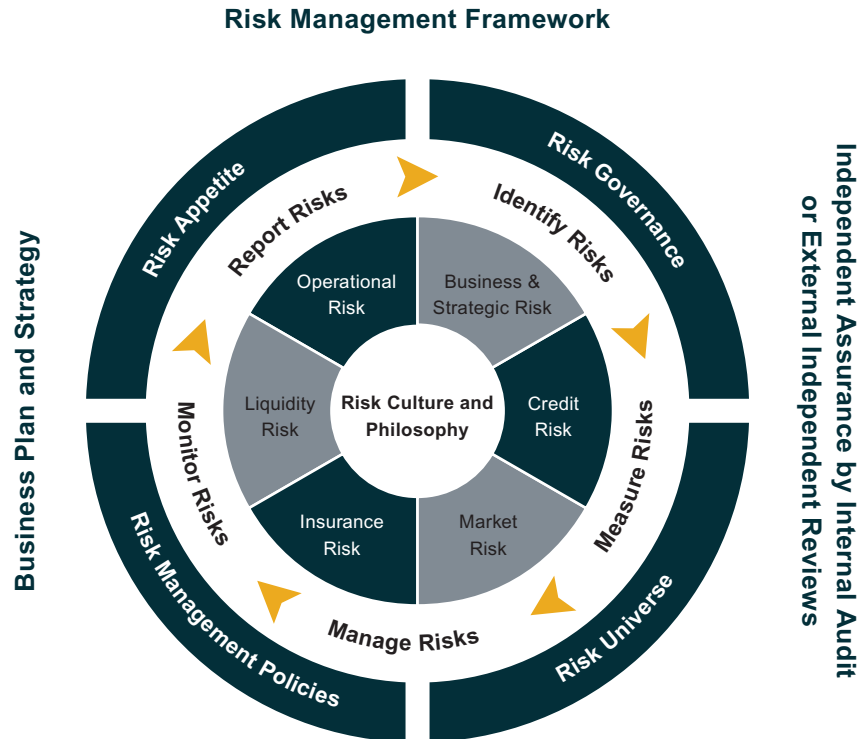 Risk Management Framework
Business Plan and Strategy
Independent Assurance by Internal Audit
or External Independent Reviews
Risk Appetite
Risk Governance
Risk Universe
Risk Management Policies
Report Risks
Identify Risks
Measure Risks
Manage Risks
Monitor Risks
Operational
Risk
Business &
Strategic Risk
Credit
Risk
Market
Risk
Insurance
Risk
Liquidity
Risk
Risk Culture and
Philosophy